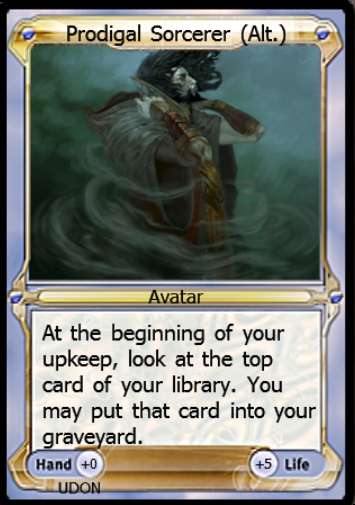 Prodigal Sorcerer (Alt.)
Avatar
At the beginning of your
upkeep, look at the top
card of your library. You
may put that card into your
graveyard.
Hand +0 +5 Life
UDON